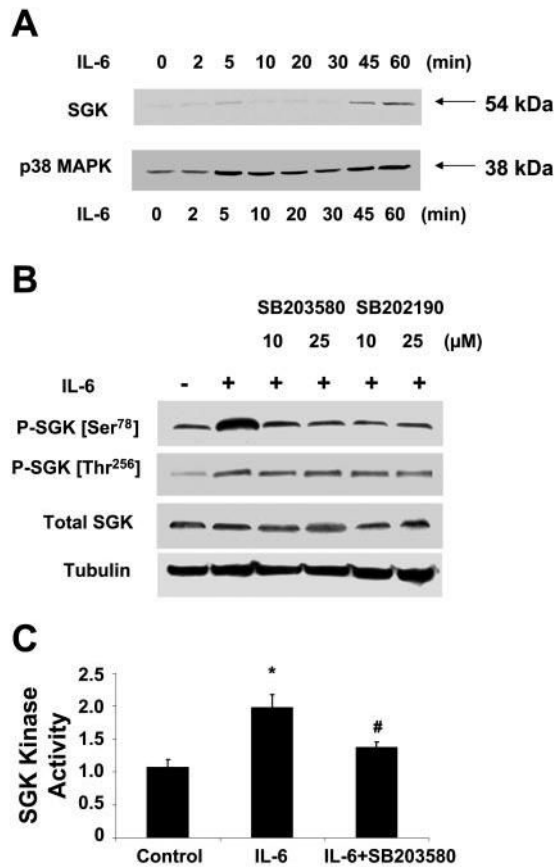 A
IL-6 0 2 5 10 20 30 45 60 (min)
SGK 54 kDa
p38 MAPK 38 kDa
IL-6 0 2 5 10 20 30 45 60 (min)
B
SB203580 SB202190
10 25 10 25 (µM)
IL-6 - + + + + +
P-SGK [Ser78]
P-SGK [Thr256]
Total SGK
Tubulin
C
SGK Kinase
Activity
2.5
2.0
1.5
1.0
0.5
0
*
#
Control IL-6 IL-6+SB203580